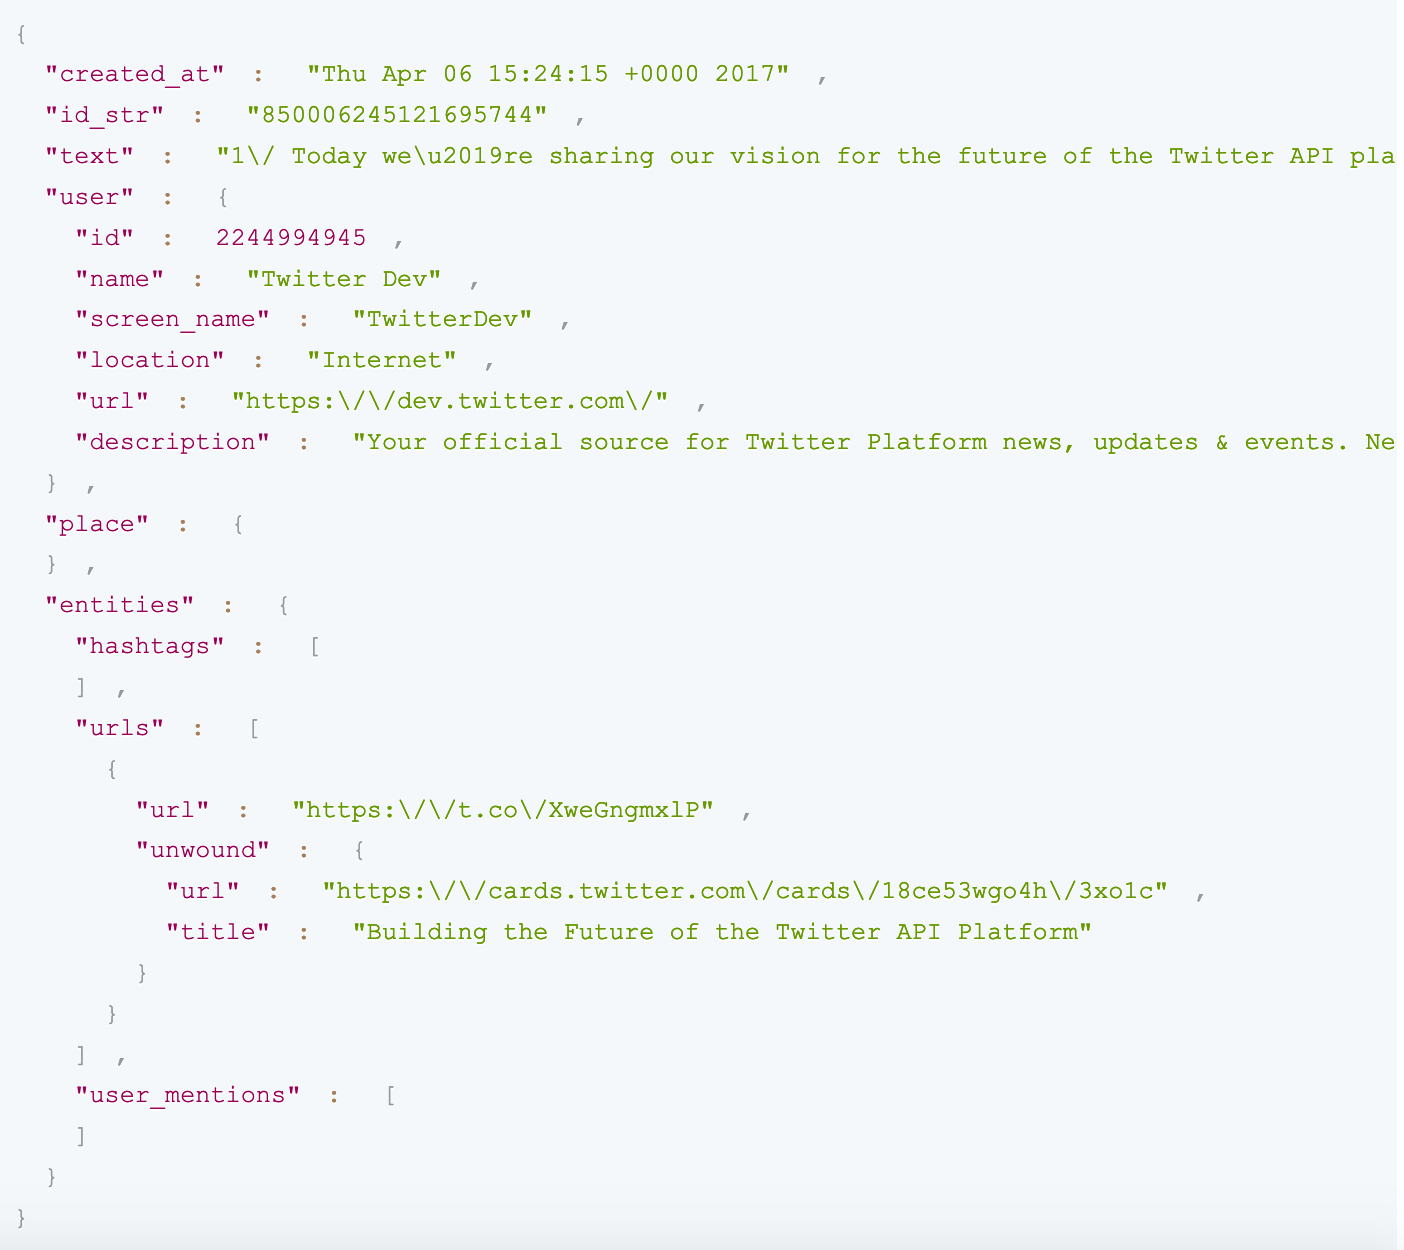 {
"created_at" : "Thu Apr 06 15:24:15 +0000 2017" ,
"id_str" : "850006245121695744" ,
"text" : "1\/ Today we\u2019re sharing our vision for the future of the Twitter API pla
"user" : {
"id" : 2244994945 ,
"name" : "Twitter Dev" ,
"screen_name" : "TwitterDev" ,
"location" : "Internet" ,
"url" : "https:\/\/dev.twitter.com\/" ,
"description" : "Your official source for Twitter Platform news, updates & events. Ne
} ,
"place" : {
} ,
"entities" : {
"hashtags" : [
] ,
"urls" : [
{
"url" : "https:\/\/t.co\/XweGngmxlP" ,
"unwound" : {
"url" : "https:\/\/cards.twitter.com\/cards\/18ce53wgo4h\/3xo1c" ,
"title" : "Building the Future of the Twitter API Platform"
}
}
] ,
"user_mentions" : [
]
}
}